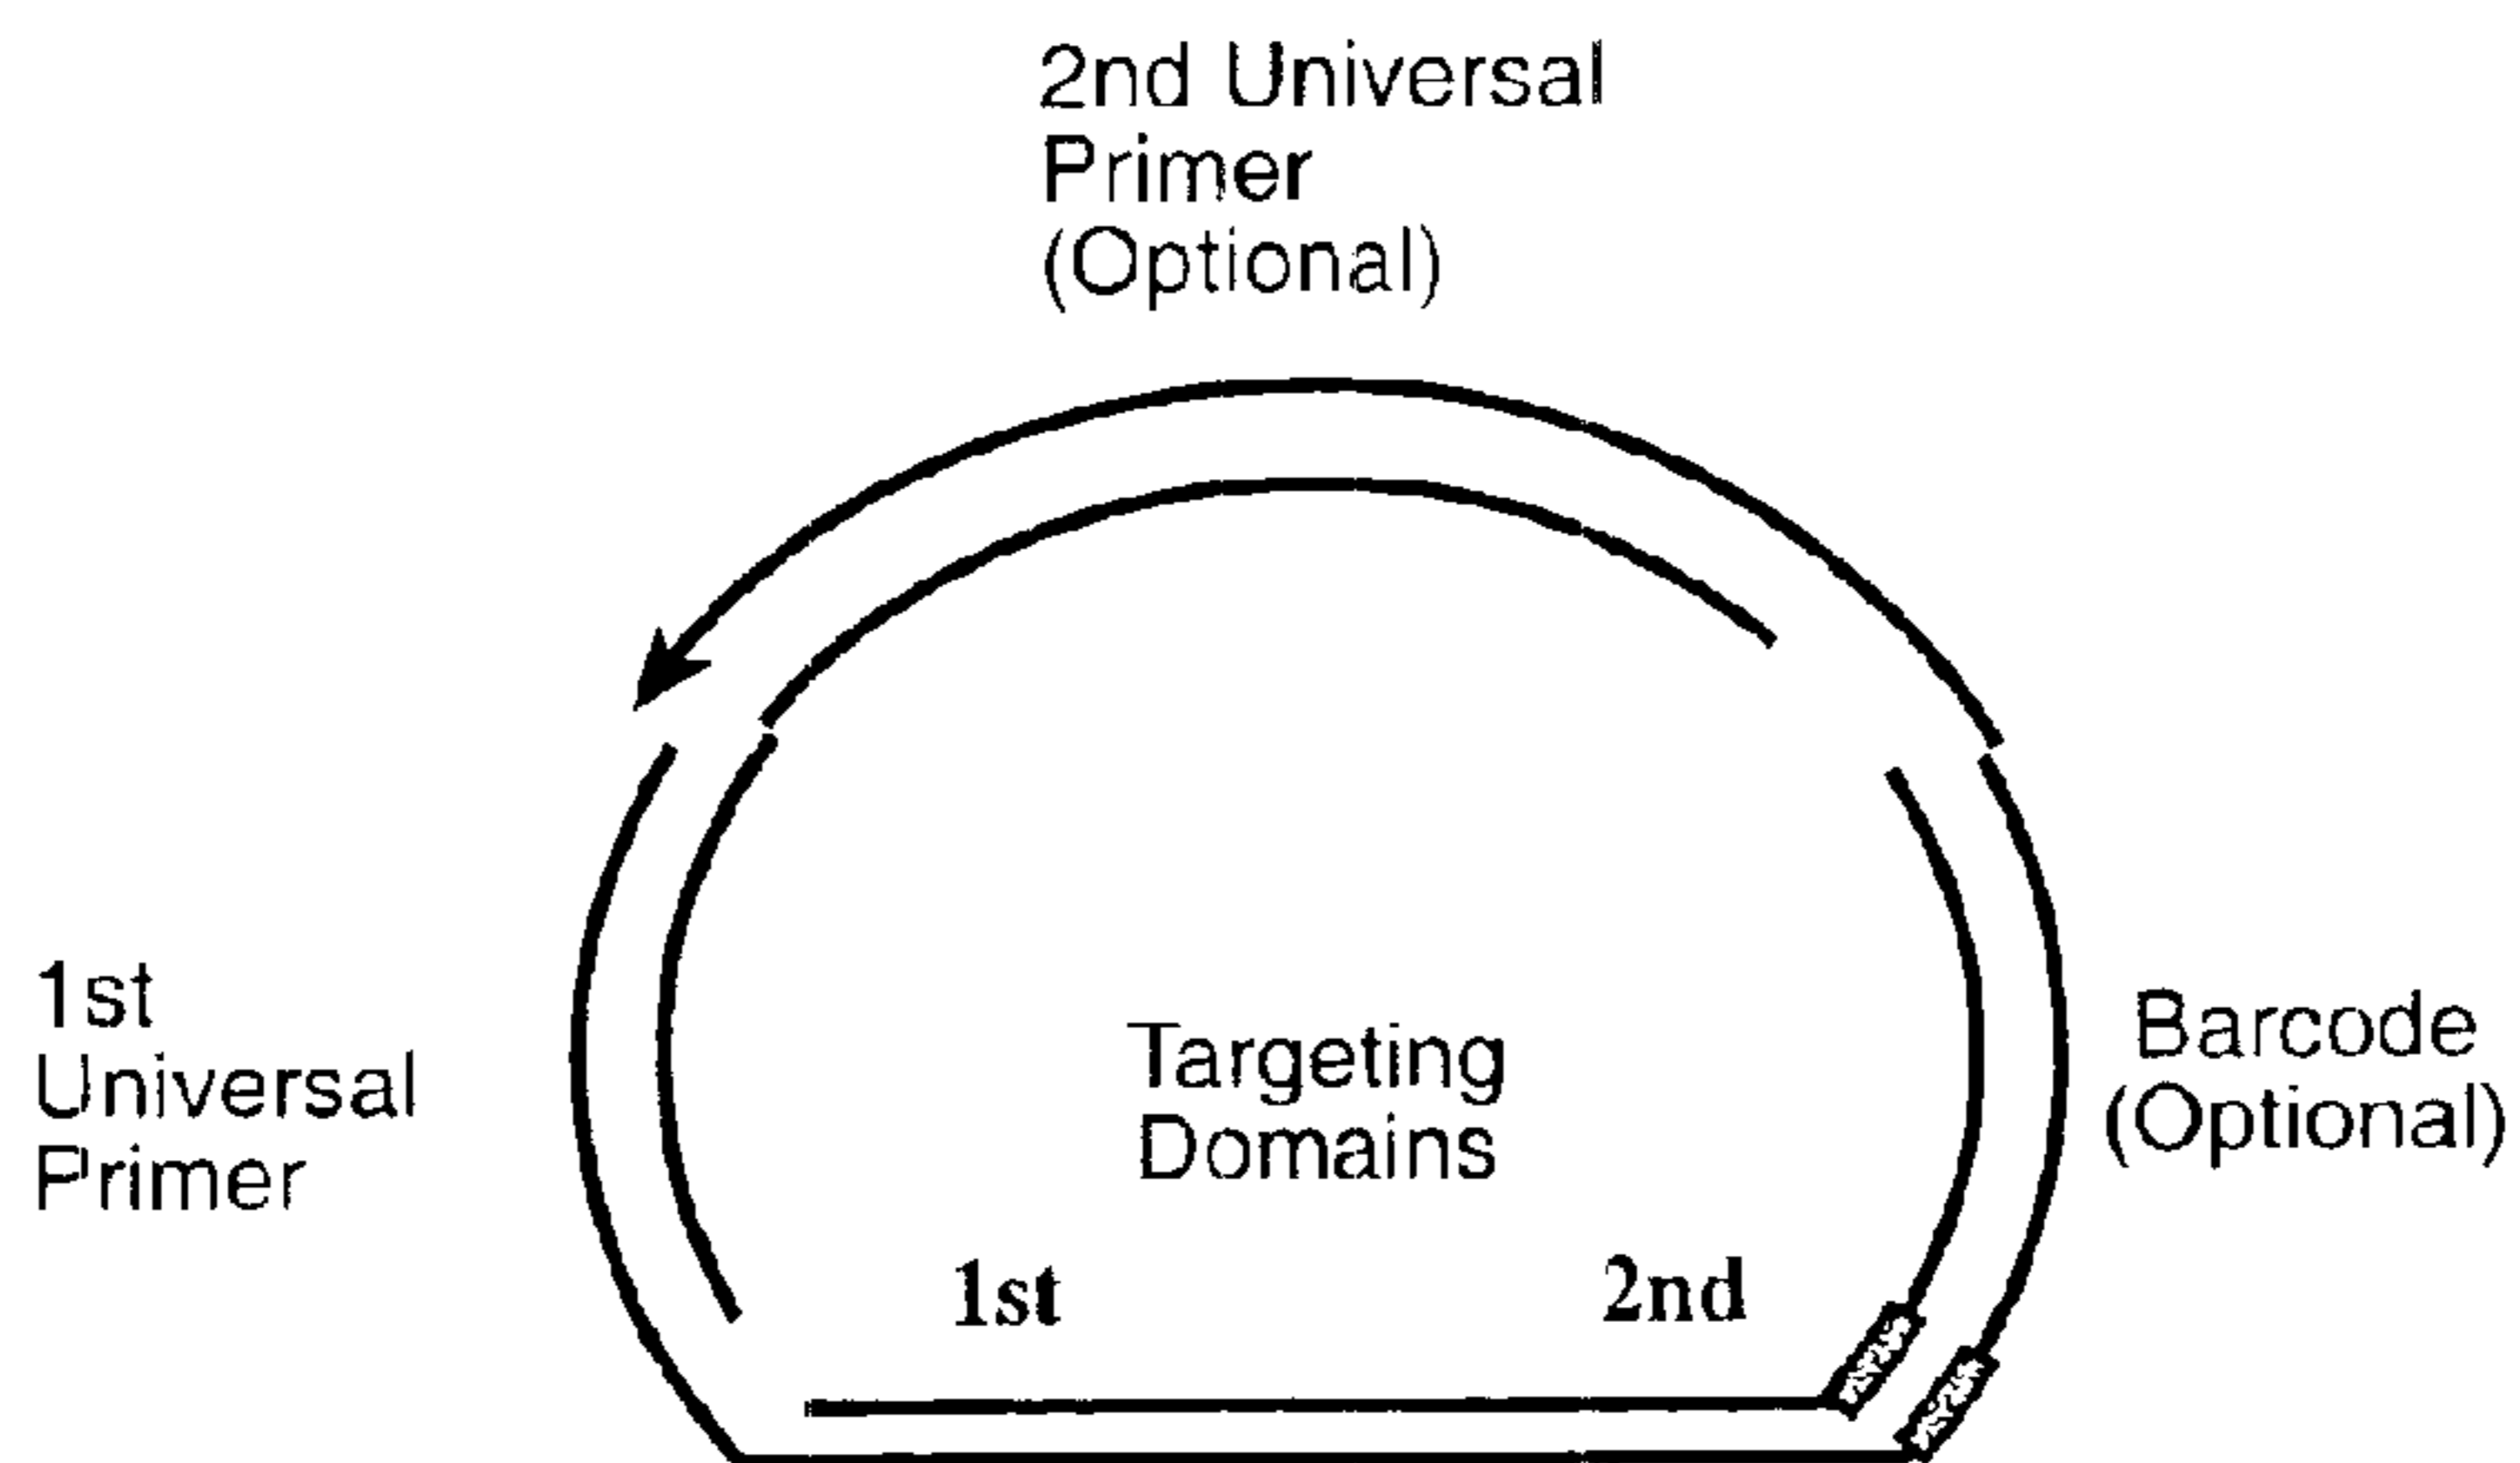 2nd Universal
Primer
(Optional)
1st
Universal
Primer
Targeting
Domains
Barcode
(Optional)
1st
2nd